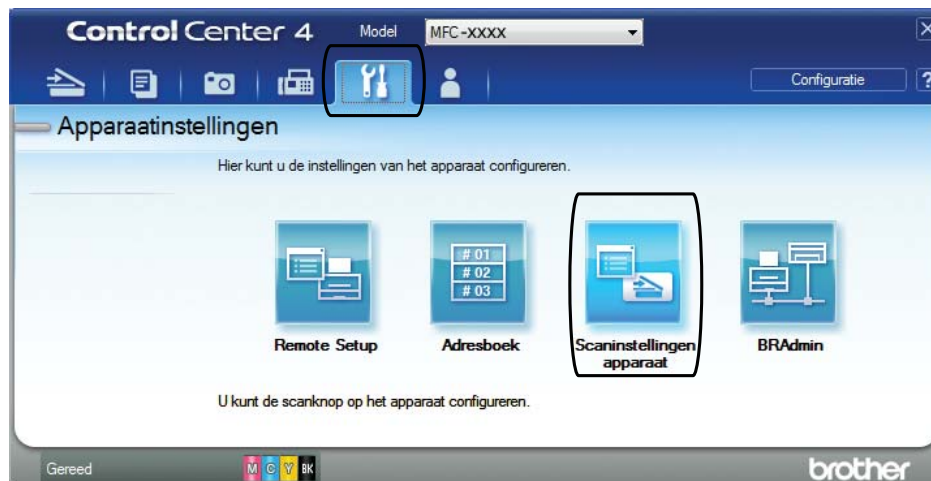 Control Center 4 Model MFC-XXXX
Configuratie ?
Apparaatinstellingen
Hier kunt u de instellingen van het apparaat configureren.
# 01
# 02
# 03
Remote Setup Adresboek Scaninstellingen apparaat BRAdmin
U kunt de scanknop op het apparaat configureren.
Gereed M C Y BK brother